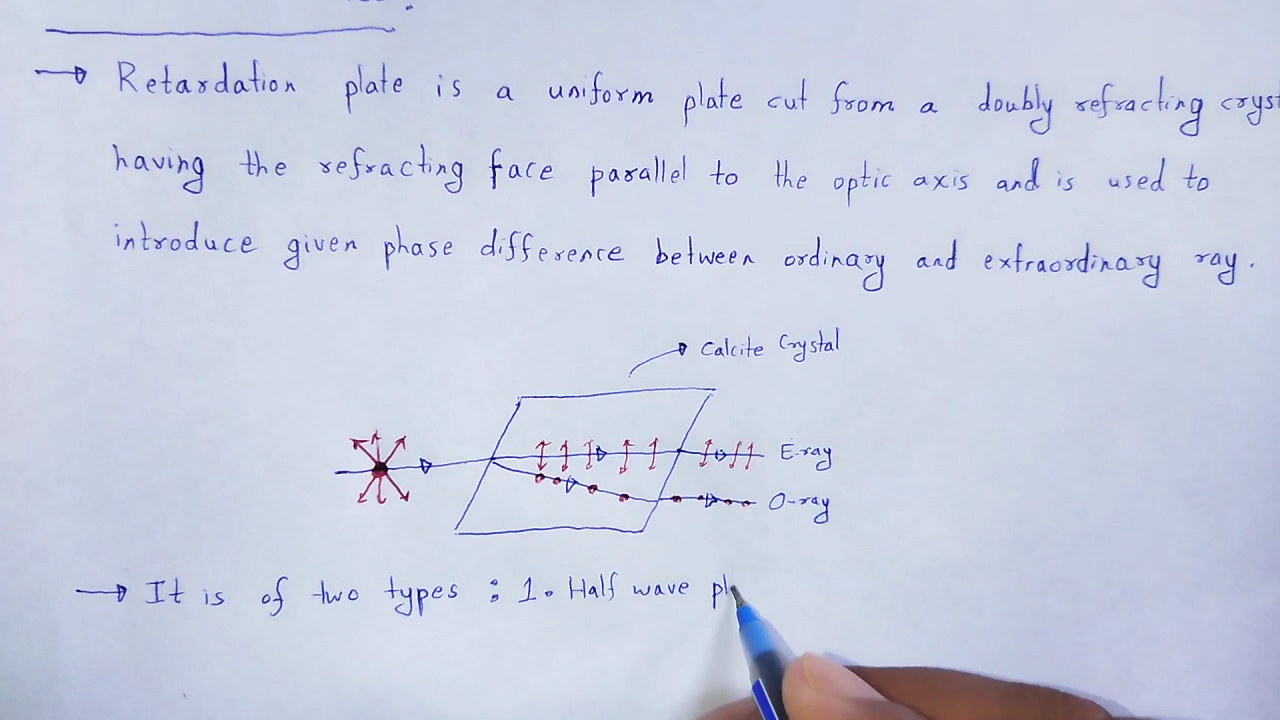 → Retardation plate is a uniform plate cut from a doubly refracting cryst
having the refracting face parallel to the optic axis and is used to
introduce given phase difference between ordinary and extraordinary ray.
Calcite Crystal
E-ray
O-ray
→ It is of two types : 1. Half wave pl